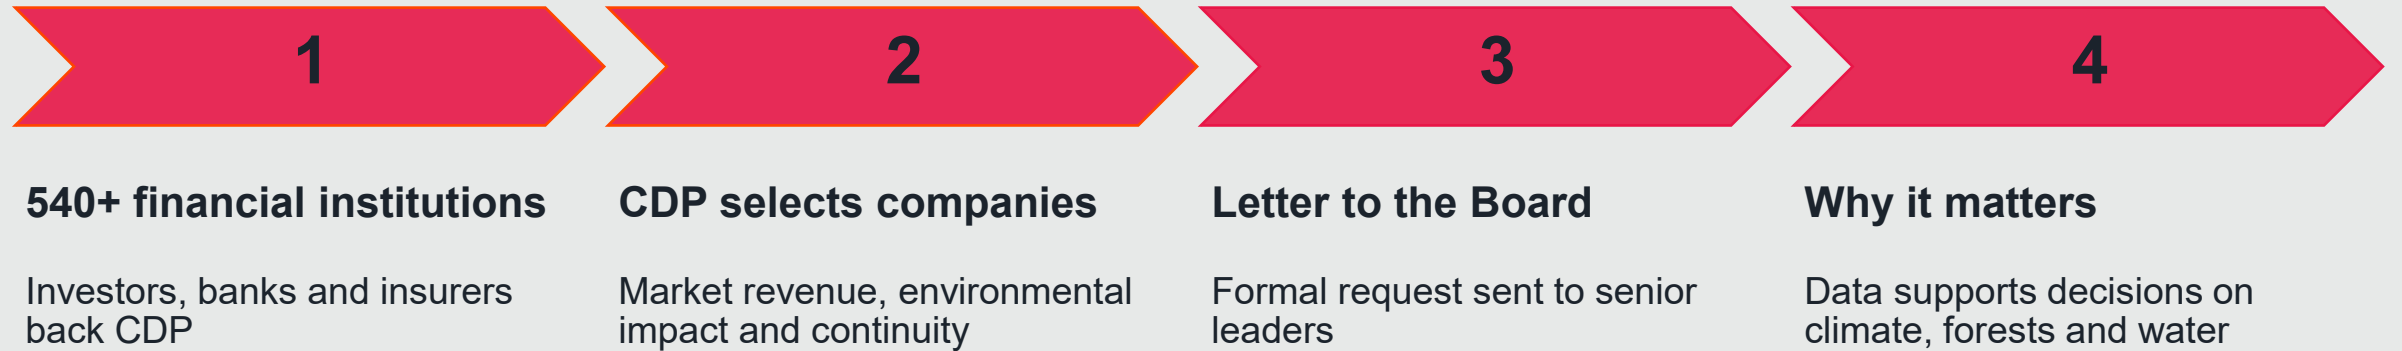 1
2
3
4
540+ financial institutions
CDP selects companies
Letter to the Board
Why it matters
Investors, banks and insurers
back CDP
Market revenue, environmental
impact and continuity
Formal request sent to senior
leaders
Data supports decisions on
climate, forests and water